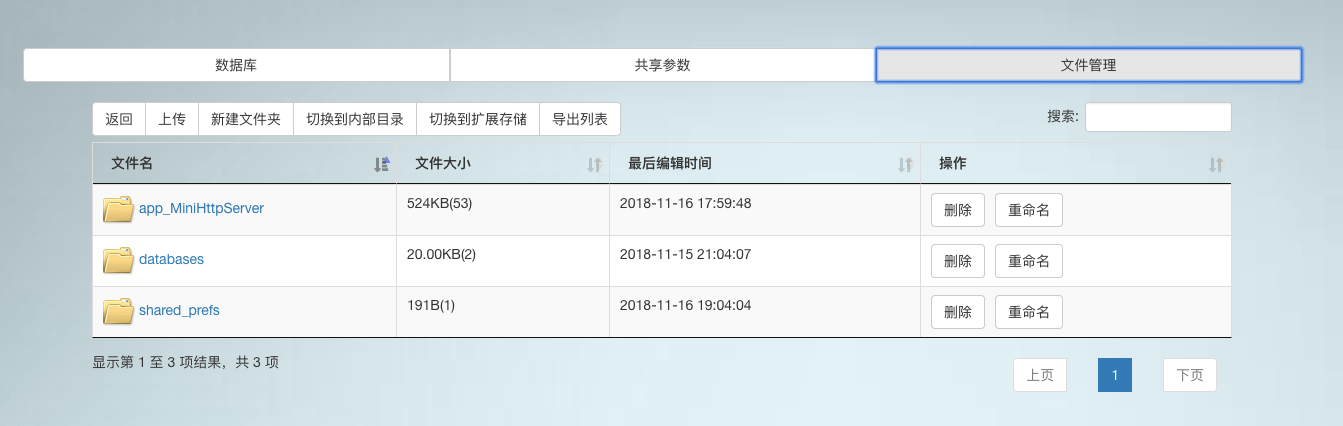 数据库 共享参数 文件管理
返回 上传 新建文件夹 切换到内部目录 切换到扩展存储 导出列表 搜索:
文件名 文件大小 最后编辑时间 操作
app_MiniHttpServer 524KB(53) 2018-11-16 17:59:48 删除 重命名
databases 20.00KB(2) 2018-11-15 21:04:07 删除 重命名
shared_prefs 191B(1) 2018-11-16 19:04:04 删除 重命名
显示第 1 至 3 项结果，共 3 项 上页 1 下页